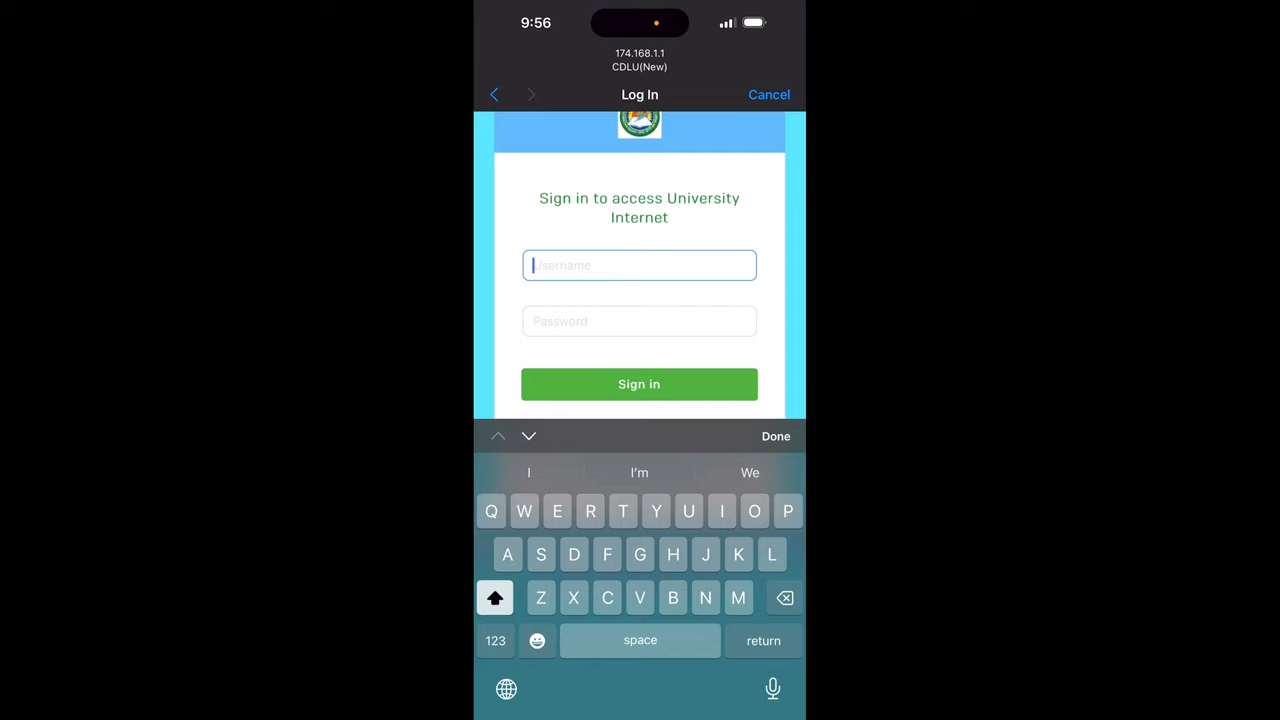 9:56
174.168.1.1
CDLU(New)
Log In
Cancel
Sign in to access University
Internet
Username
Password
Sign in
Done
I
I'm
We
Q W E R T Y U I O P
A S D F G H J K L
Z X C V B N M
123
space
return